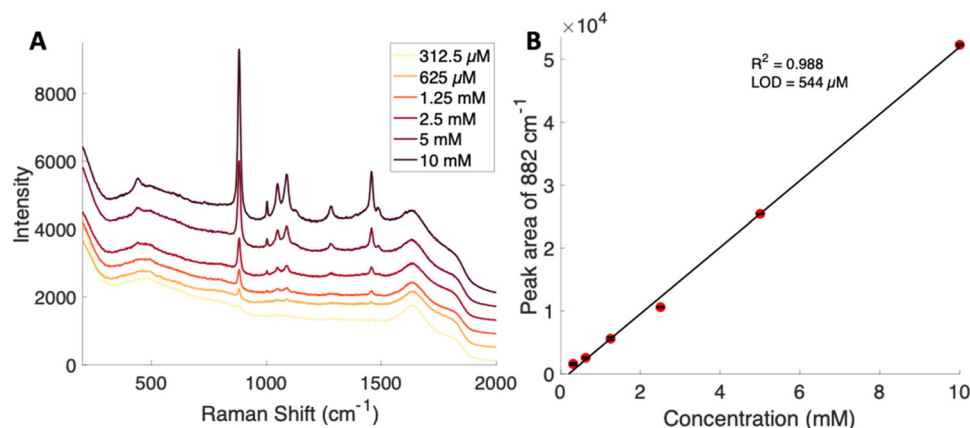 A
312.5 µM
625 µM
1.25 mM
2.5 mM
5 mM
10 mM
8000
6000
4000
2000
0
Intensity
500
1000
1500
2000
Raman Shift (cm⁻¹)
B
×10⁴
R² = 0.988
LOD = 544 µM
5
4
3
2
1
0
Peak area of 882 cm⁻¹
0
2
4
6
8
10
Concentration (mM)